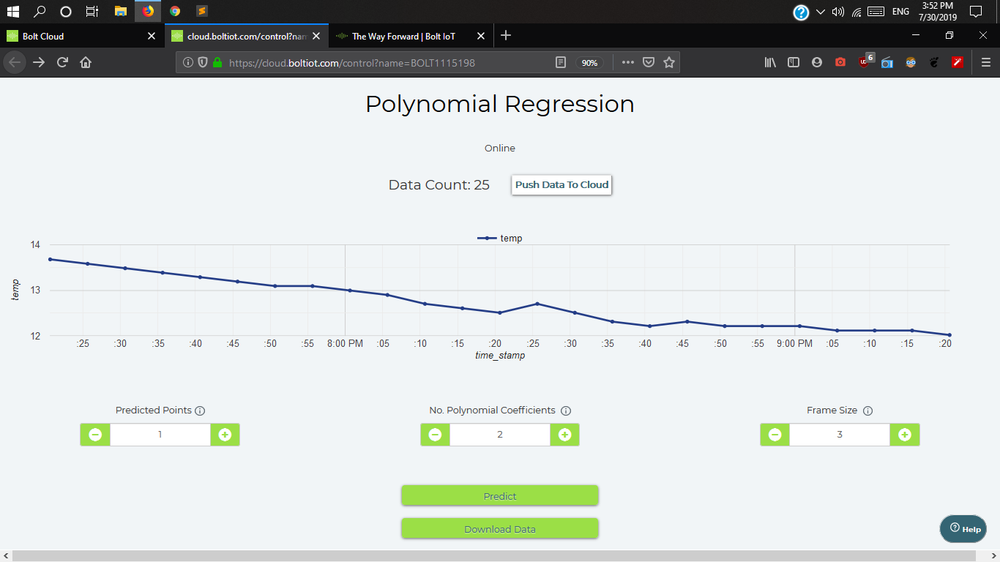 3:52 PM
ENG
7/30/2019
Bolt Cloud
cloud.boltiot.com/control?nam
The Way Forward | Bolt IoT
https://cloud.boltiot.com/control?name=BOLT1115198
90%
6
Polynomial Regression
Online
Data Count: 25
Push Data To Cloud
temp
14
13
12
temp
:25 :30 :35 :40 :45 :50 :55 8:00 PM :05 :10 :15 :20 :25 :30 :35 :40 :45 :50 :55 9:00 PM :05 :10 :15 :20
time_stamp
Predicted Points
No. Polynomial Coefficients
Frame Size
1
2
3
Predict
Download Data
Help